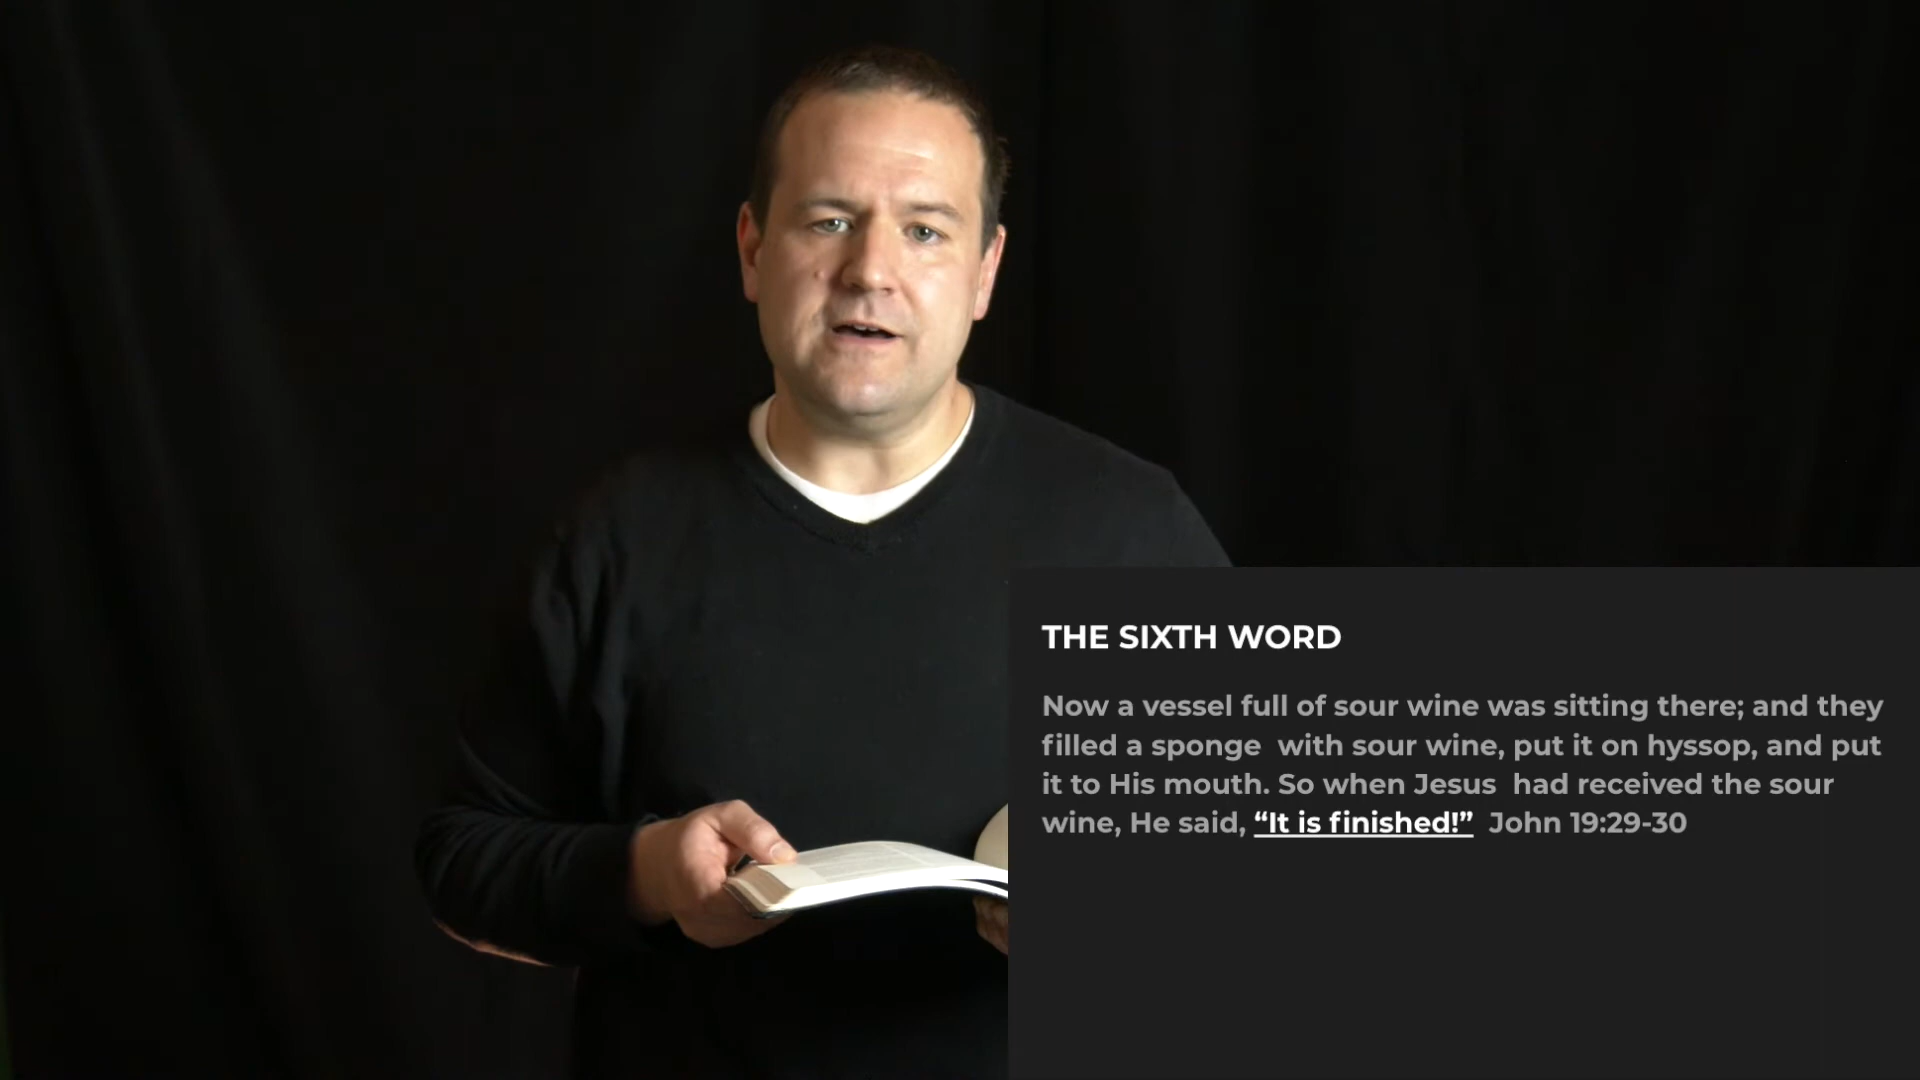 THE SIXTH WORD
Now a vessel full of sour wine was sitting there; and they
filled a sponge  with sour wine, put it on hyssop, and put
it to His mouth. So when Jesus  had received the sour
wine, He said, “It is finished!”  John 19:29-30